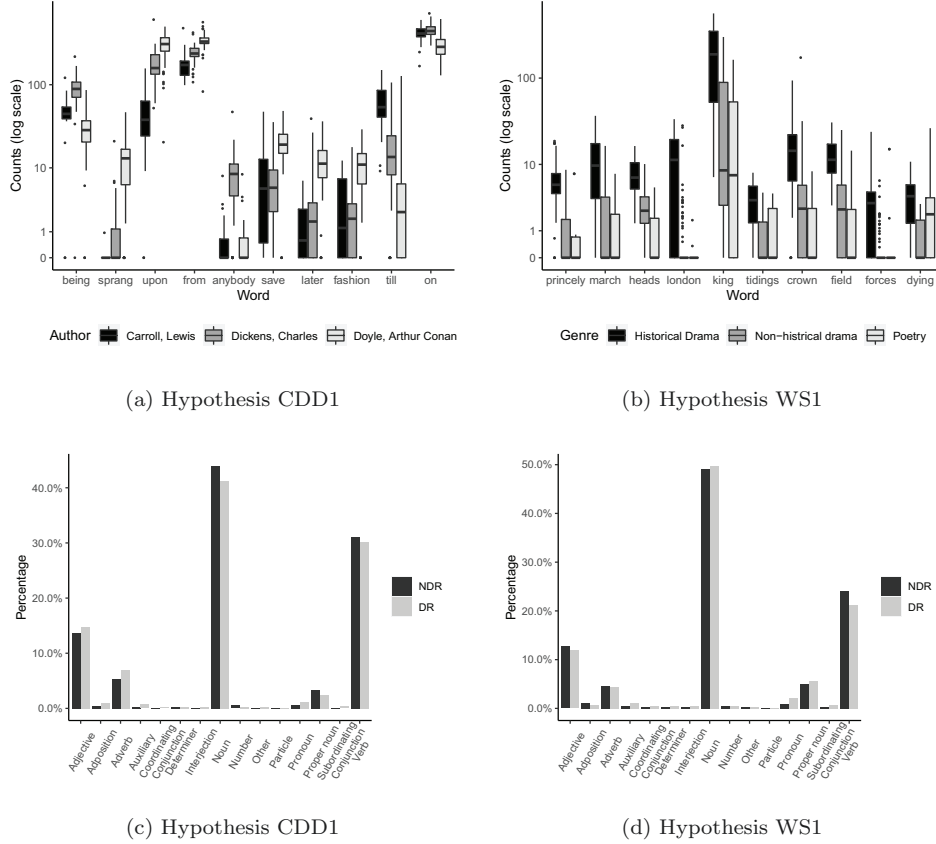 Counts (log scale)
100
10
1
0
being sprang upon from anybody save later fashion till on
Word
Author Carroll, Lewis Dickens, Charles Doyle, Arthur Conan
(a) Hypothesis CDD1
Counts (log scale)
100
10
1
0
princely march heads london king tidings crown field forces dying
Word
Genre Historical Drama Non−histrical drama Poetry
(b) Hypothesis WS1
Percentage
40.0%
30.0%
20.0%
10.0%
0.0%
Adjective
Adposition
Adverb
Auxiliary
Coordinating
Conjunction
Determiner
Interjection
Noun
Number
Other
Particle
Pronoun
Proper noun
Subordinating
Conjunction
Verb
NDR
DR
(c) Hypothesis CDD1
Percentage
50.0%
40.0%
30.0%
20.0%
10.0%
0.0%
Adjective
Adposition
Adverb
Auxiliary
Coordinating
Conjunction
Determiner
Interjection
Noun
Number
Other
Particle
Pronoun
Proper noun
Subordinating
Conjunction
Verb
NDR
DR
(d) Hypothesis WS1